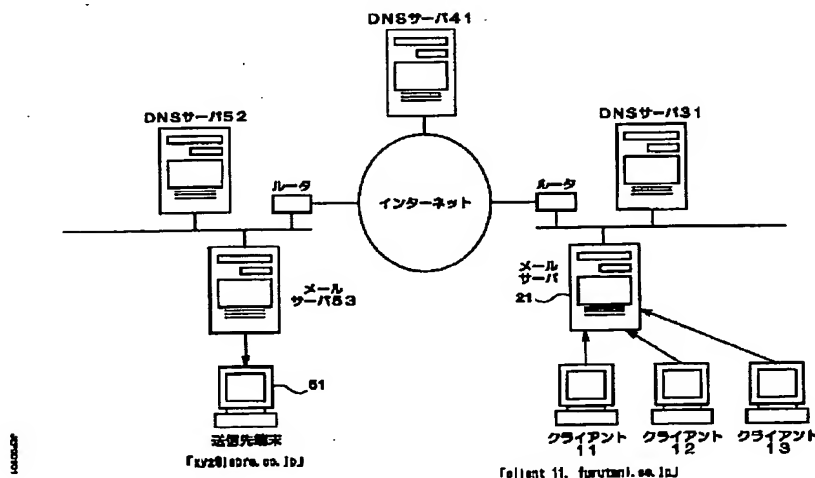 DNSサーバ41
DNSサーバ52
DNSサーバ31
ルータ
インターネット
ルータ
メール
サーバ53
メール
サーバ
21
51
送信先端末
クライアント
11
クライアント
12
クライアント
13